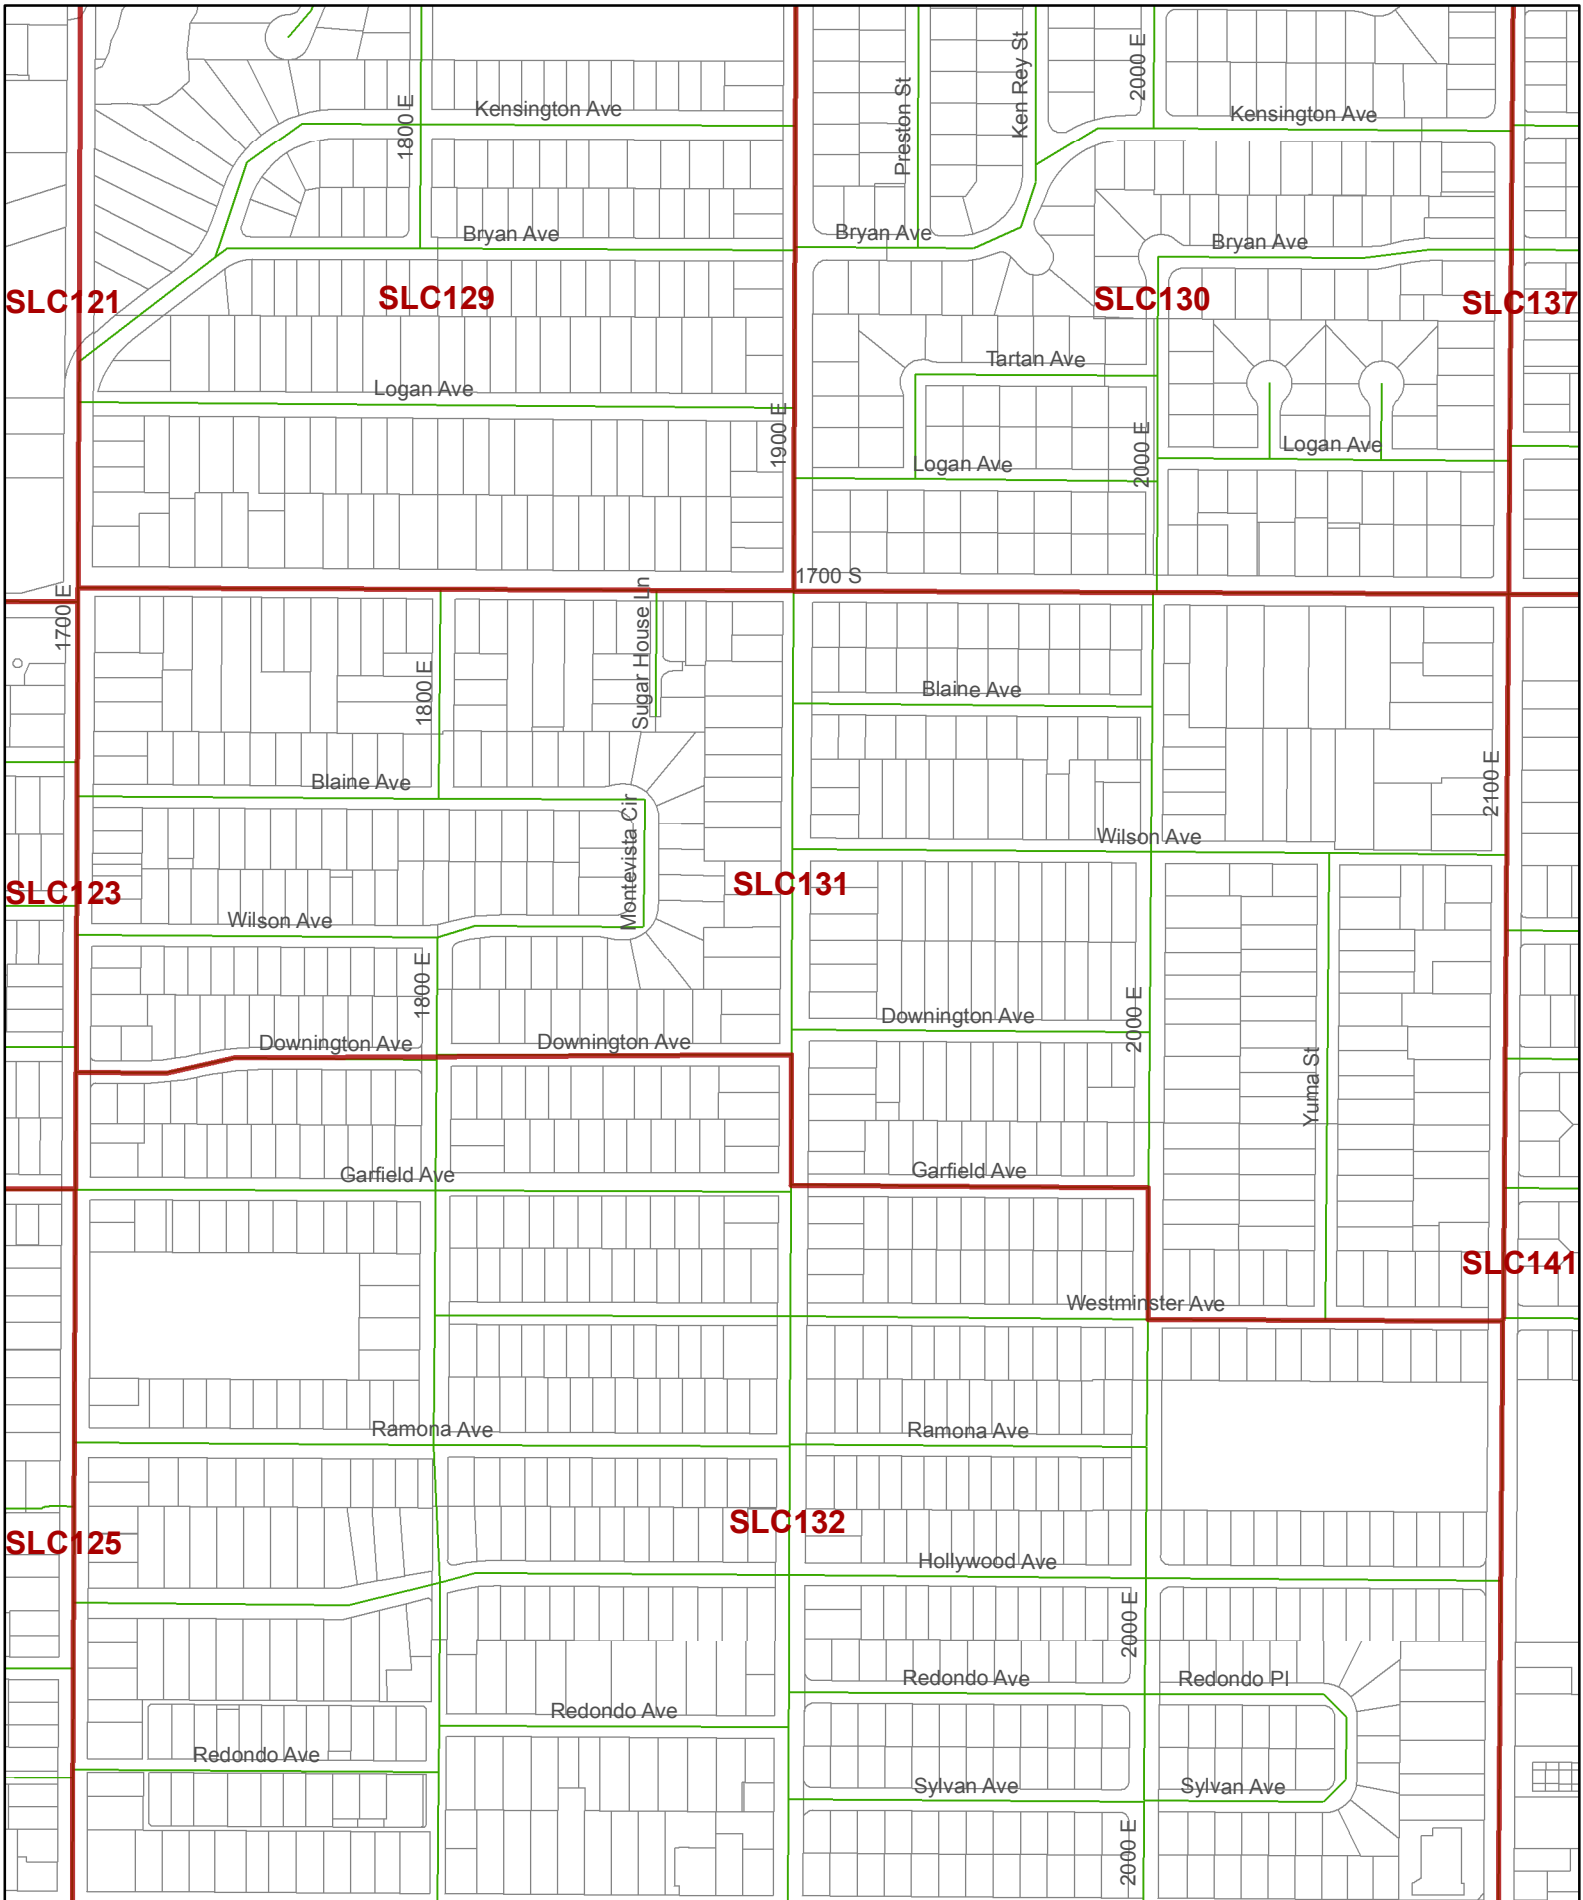 Kensington Ave
1800 E
Preston St
Ken Rey St
2000 E
Kensington Ave
Bryan Ave
Bryan Ave
Bryan Ave
SLC121
SLC129
SLC130
SLC137
Tartan Ave
Logan Ave
1900 E
Logan Ave
2000 E
Logan Ave
1700 S
1700 E
Sugar House Ln
1800 E
Blaine Ave
Blaine Ave
2100 E
Montevista Cir
Wilson Ave
SLC123
SLC131
Wilson Ave
1800 E
Downington Ave
2000 E
Downington Ave
Downington Ave
Yuma St
Garfield Ave
Garfield Ave
SLC141
Westminster Ave
Ramona Ave
Ramona Ave
SLC132
SLC125
Hollywood Ave
2000 E
Redondo Ave
Redondo Pl
Redondo Ave
Redondo Ave
Sylvan Ave
Sylvan Ave
2000 E